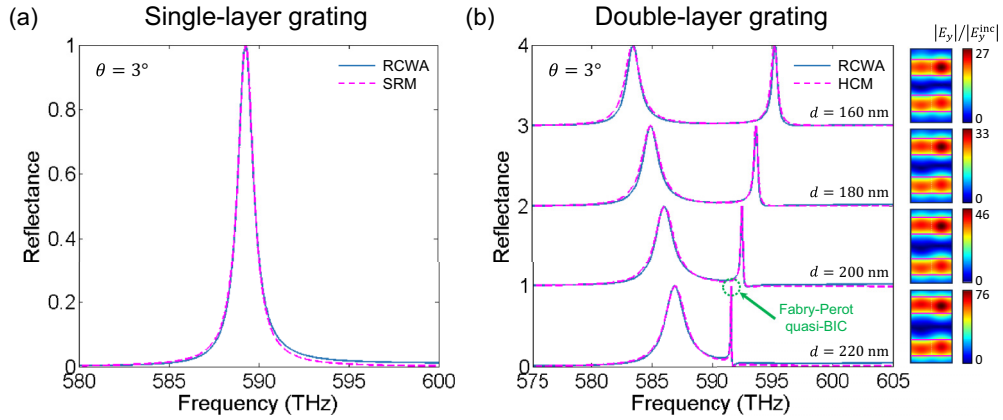 (a) Single-layer grating
1
0.8
0.6
0.4
0.2
0
Reflectance
θ = 3°
RCWA
SRM
580 585 590 595 600
Frequency (THz)
(b) Double-layer grating
4
3
2
1
0
Reflectance
θ = 3°
RCWA
HCM
d = 160 nm
d = 180 nm
d = 200 nm
Fabry-Perot
quasi-BIC
d = 220 nm
575 580 585 590 595 600 605
Frequency (THz)
|E_y|/|E_y^inc|
27
0
33
0
46
0
76
0